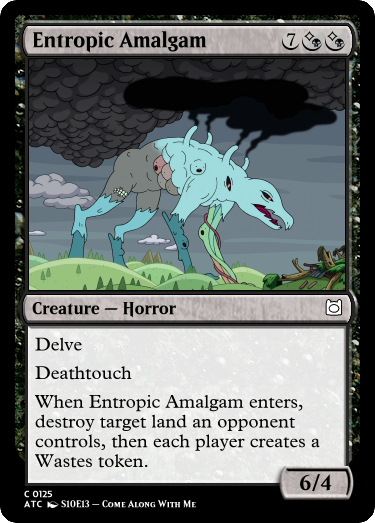 Entropic Amalgam 7
Creature — Horror
Delve
Deathtouch
When Entropic Amalgam enters,
destroy target land an opponent
controls, then each player creates a
Wastes token.
6/4
C 0125
ATC S10E13 — Come Along With Me